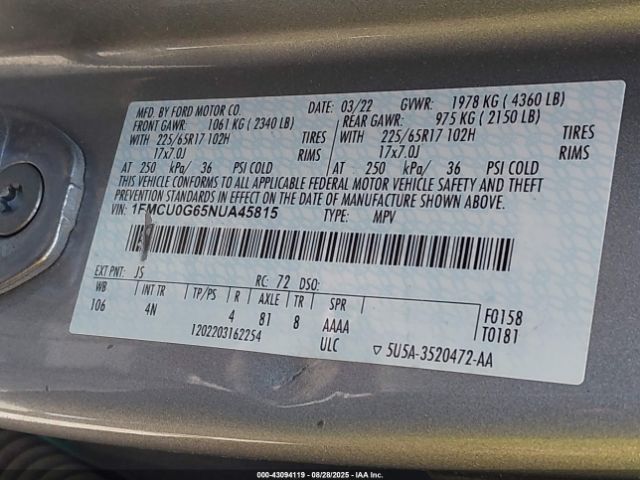 MFD. BY FORD MOTOR CO.
DATE: 03/22 GVWR: 1978 KG ( 4360 LB)
FRONT GAWR: 1061 KG ( 2340 LB)
REAR GAWR: 975 KG ( 2150 LB)
WITH 225/65R17 102H TIRES
WITH 225/65R17 102H TIRES
17x7.0J RIMS
17x7.0J RIMS
AT 250 kPa/ 36 PSI COLD
AT 250 kPa/ 36 PSI COLD
THIS VEHICLE CONFORMS TO ALL APPLICABLE FEDERAL MOTOR VEHICLE SAFETY AND THEFT
PREVENTION STANDARDS IN EFFECT ON THE DATE OF MANUFACTURE SHOWN ABOVE.
VIN: 1FMCU0G65NUA45815 TYPE: MPV
EXT PNT: JS RC: 72 DSO:
WB INT TR TP/PS R AXLE TR SPR
106 4N 4 81 8 AAAA
F0158
T0181
1202203162254 ULC
5U5A-3520472-AA
000-43094119 | 08/28/2025 | IAA Inc.